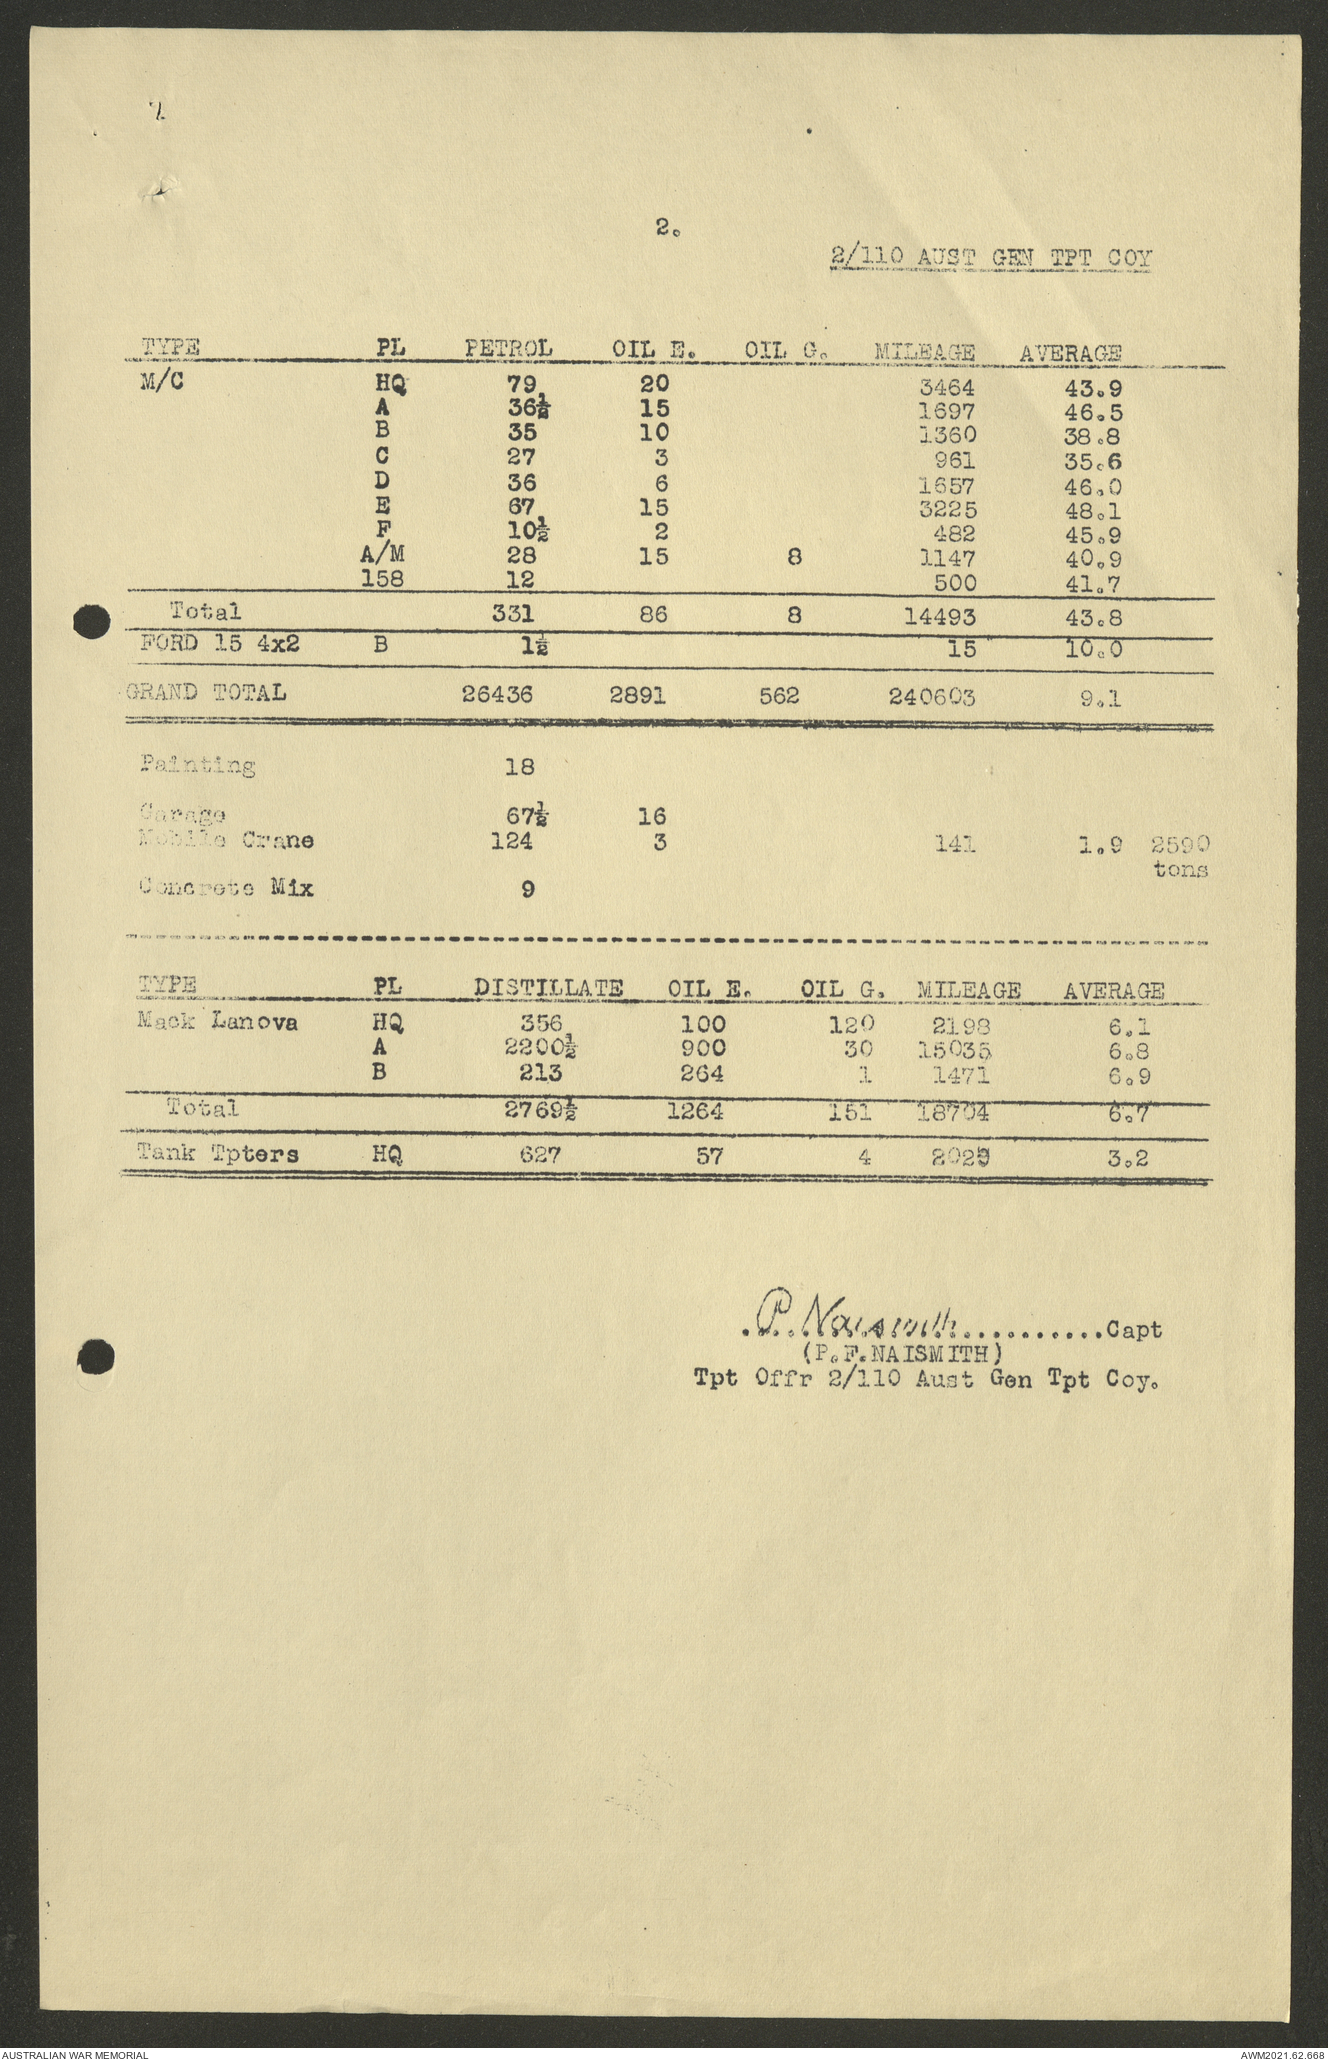 2.
2/110 AUST GEN TPT COY
TYPE PL PETROL OIL E. OIL G. MILEAGE AVERAGE
M/C HQ 79 20 3464 43.9
A 36½ 15 1697 46.5
B 35 10 1360 38.8
C 27 3 961 35.6
D 36 6 1657 46.0
E 67 15 3225 48.1
F 10½ 2 482 45.9
A/M 28 15 8 1147 40.9
158 12 500 41.7
Total 331 86 8 14493 43.8
FORD 15 4x2 B 1½ 15 10.0
GRAND TOTAL 26436 2891 562 240603 9.1
Painting 18
Garage 67½ 16
Mobile Crane 124 3 141 1.9 2590
tons
Concrete Mix 9
TYPE PL DISTILLATE OIL E. OIL G. MILEAGE AVERAGE
Mack Lanova HQ 356 100 120 2198 6.1
A 2200½ 900 30 15035 6.8
B 213 264 1 1471 6.9
Total 2769½ 1264 151 18704 6.7
Tank Tpters HQ 627 57 4 3.2
P. Naismith Capt
(P.F.NAISMITH)
Tpt Offr 2/110 Aust Gen Tpt Coy.
AUSTRALIAN WAR MEMORIAL AWM2021.62.668